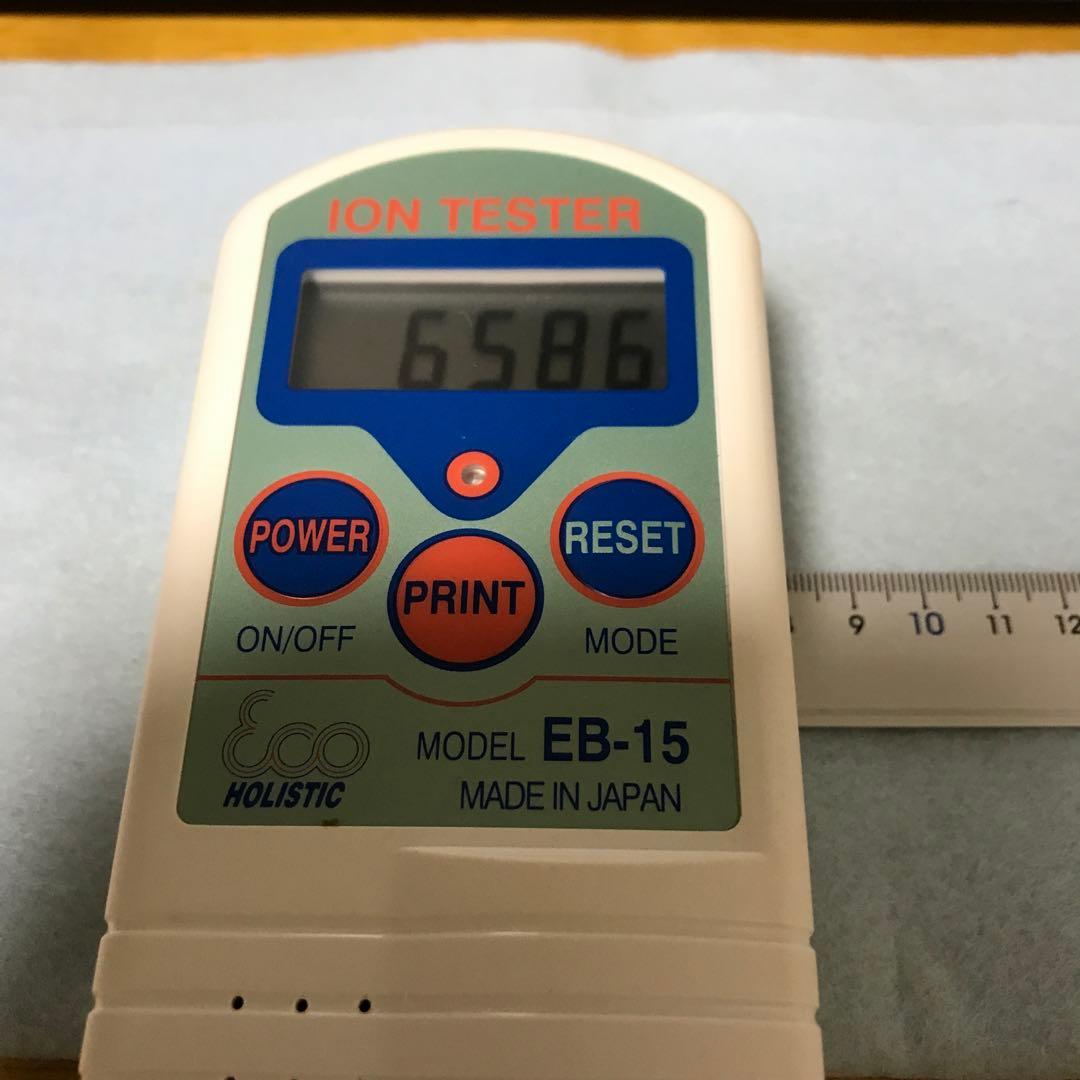 ION TESTER
6586
POWER
PRINT
RESET
ON/OFF
MODE
Eco
HOLISTIC
MODEL EB-15
MADE IN JAPAN
9 10 11 12